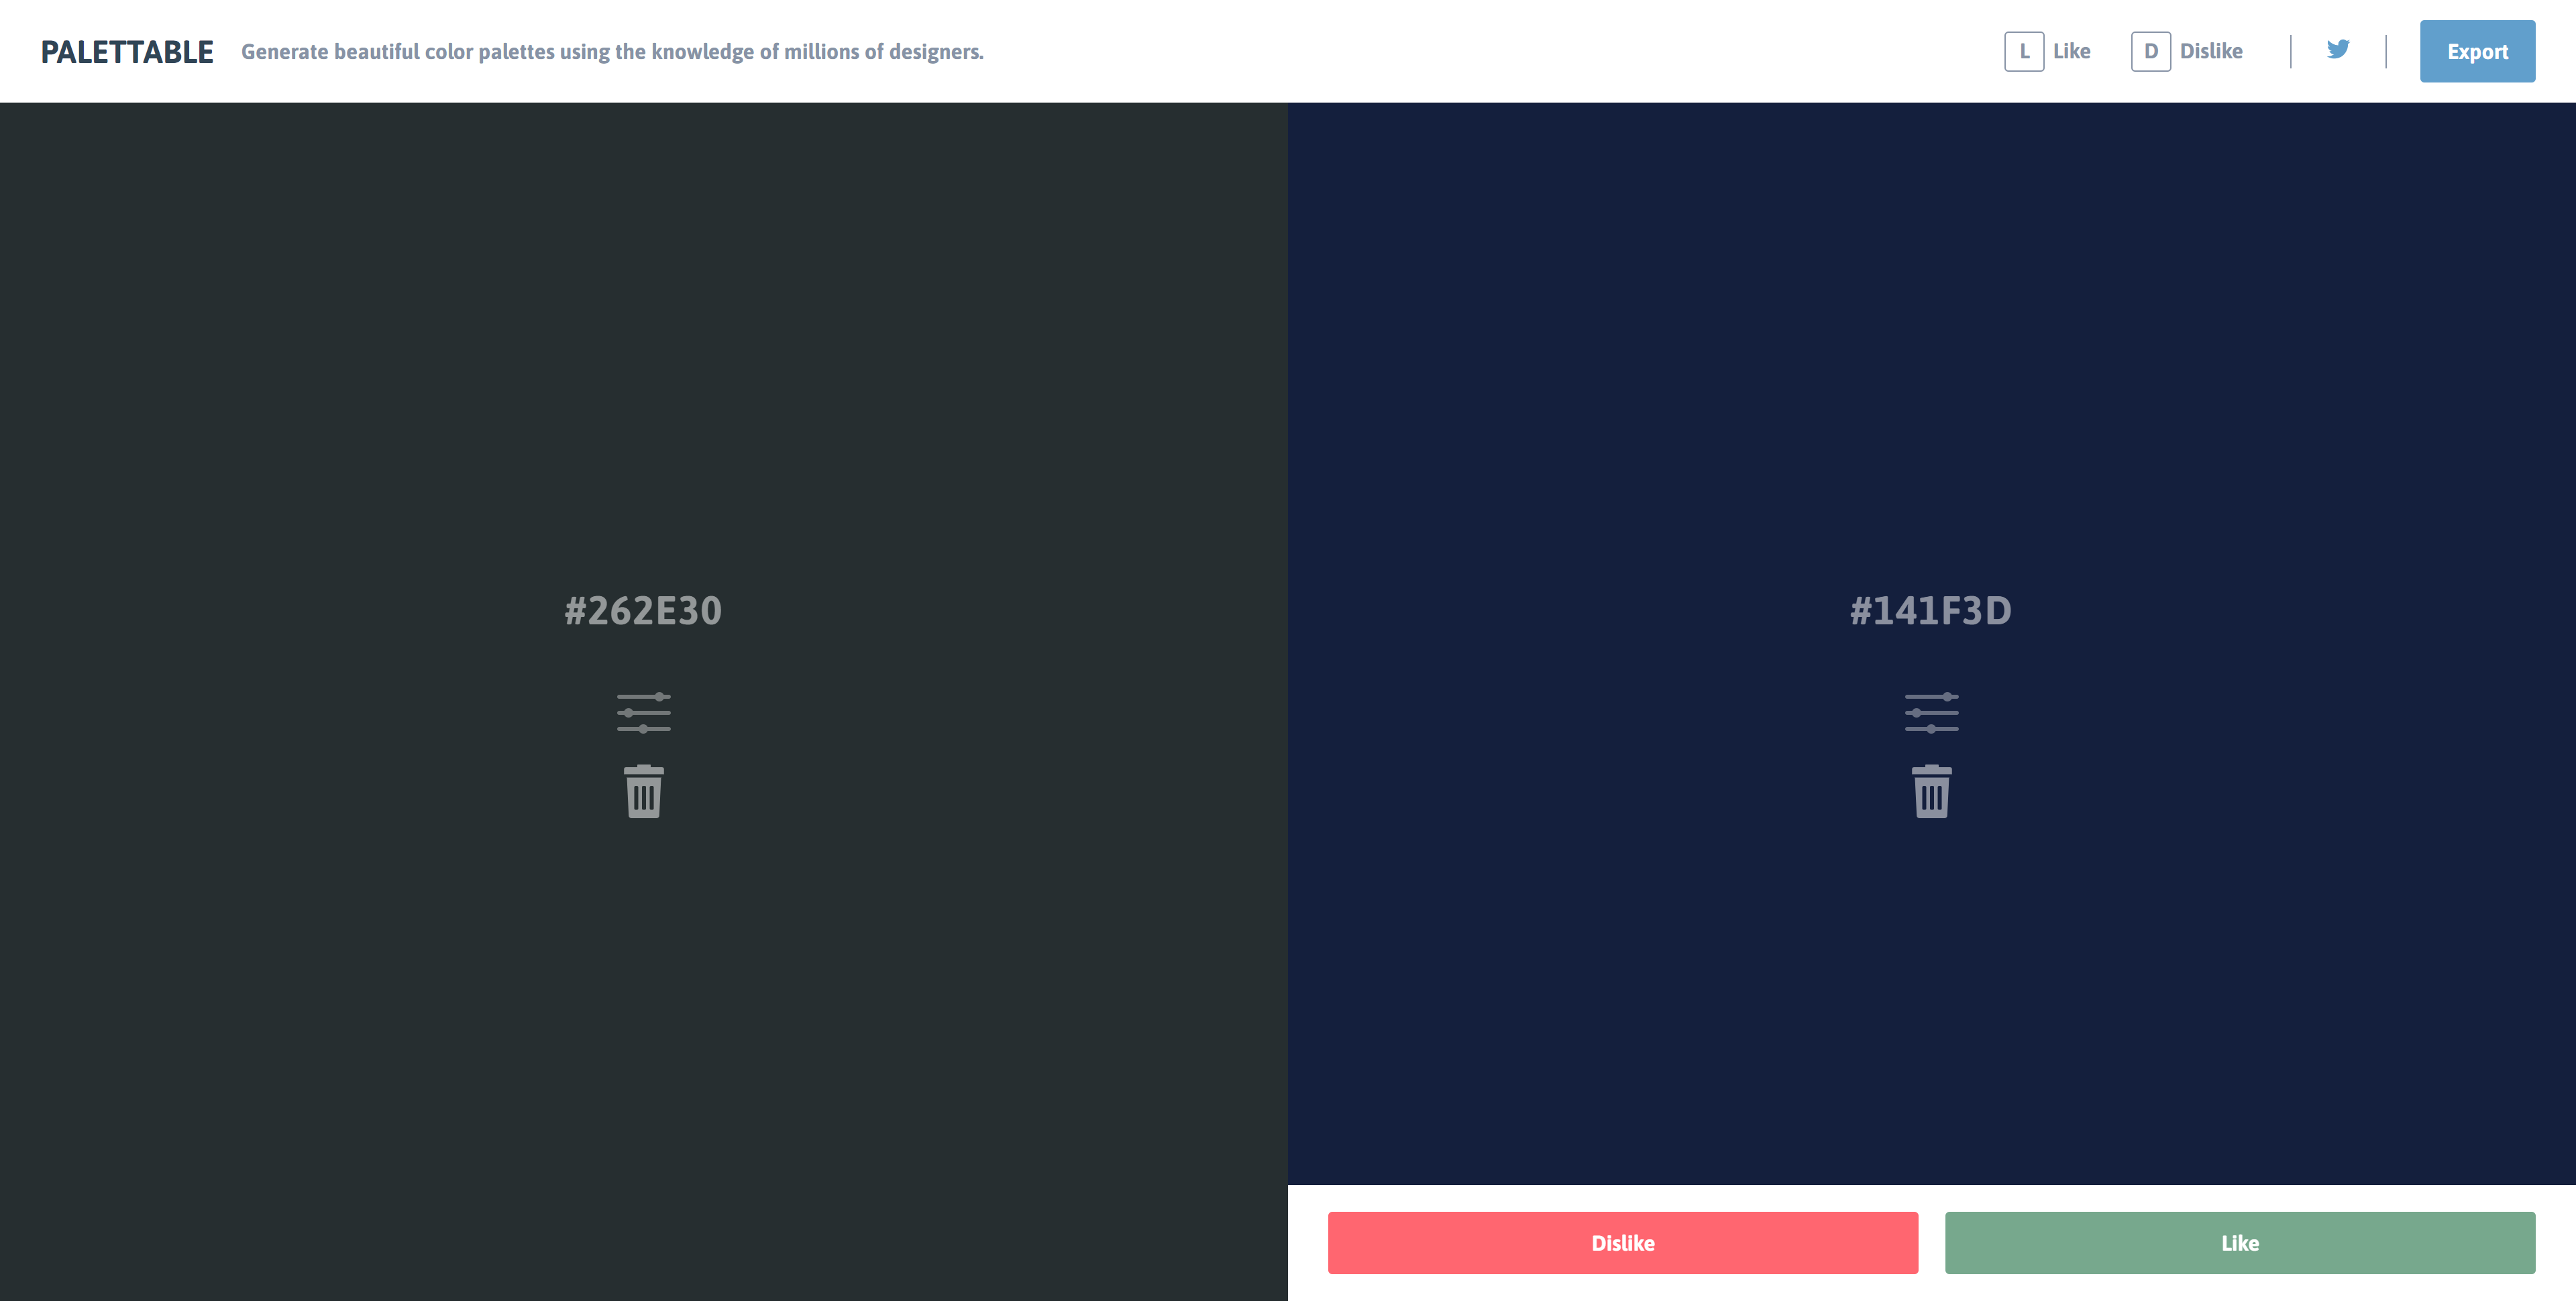 PALETTABLE Generate beautiful color palettes using the knowledge of millions of designers. L Like D Dislike Export
#262E30
#141F3D
Dislike Like